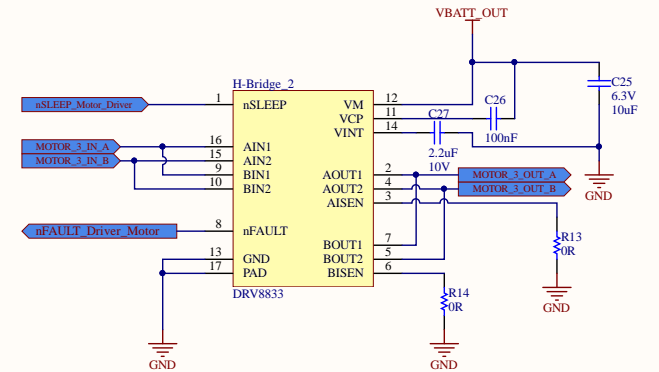 VBATT_OUT
H-Bridge_2
nSLEEP_Motor_Driver 1 nSLEEP VM 12
VCP 11
VINT 14
C27
2.2uF
10V
C26
100nF
C25
6.3V
10uF
GND
MOTOR_3_IN_A 16 AIN1
MOTOR_3_IN_B 15 AIN2
9 BIN1
10 BIN2
AOUT1 2 MOTOR_3_OUT_A
AOUT2 4 MOTOR_3_OUT_B
AISEN 3
nFAULT_Driver_Motor 8 nFAULT
BOUT1 7
BOUT2 5
BISEN 6
13 GND
17 PAD
DRV8833
R13
0R
GND
R14
0R
GND
GND